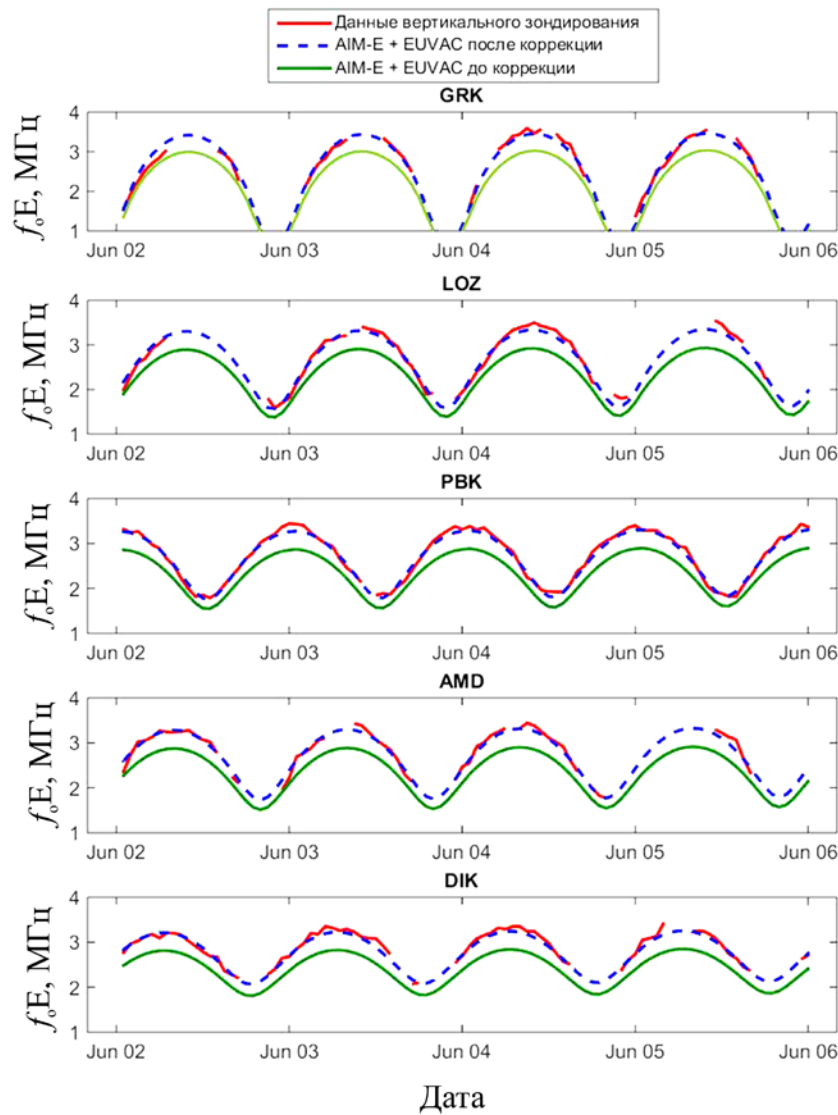 Данные вертикального зондирования
AIM-E + EUVAC после коррекции
AIM-E + EUVAC до коррекции
GRK
4
3
2
1
fₒE, МГц
Jun 02 Jun 03 Jun 04 Jun 05 Jun 06
LOZ
4
3
2
1
fₒE, МГц
Jun 02 Jun 03 Jun 04 Jun 05 Jun 06
PBK
4
3
2
1
fₒE, МГц
Jun 02 Jun 03 Jun 04 Jun 05 Jun 06
AMD
4
3
2
1
fₒE, МГц
Jun 02 Jun 03 Jun 04 Jun 05 Jun 06
DIK
4
3
2
1
fₒE, МГц
Jun 02 Jun 03 Jun 04 Jun 05 Jun 06
Дата